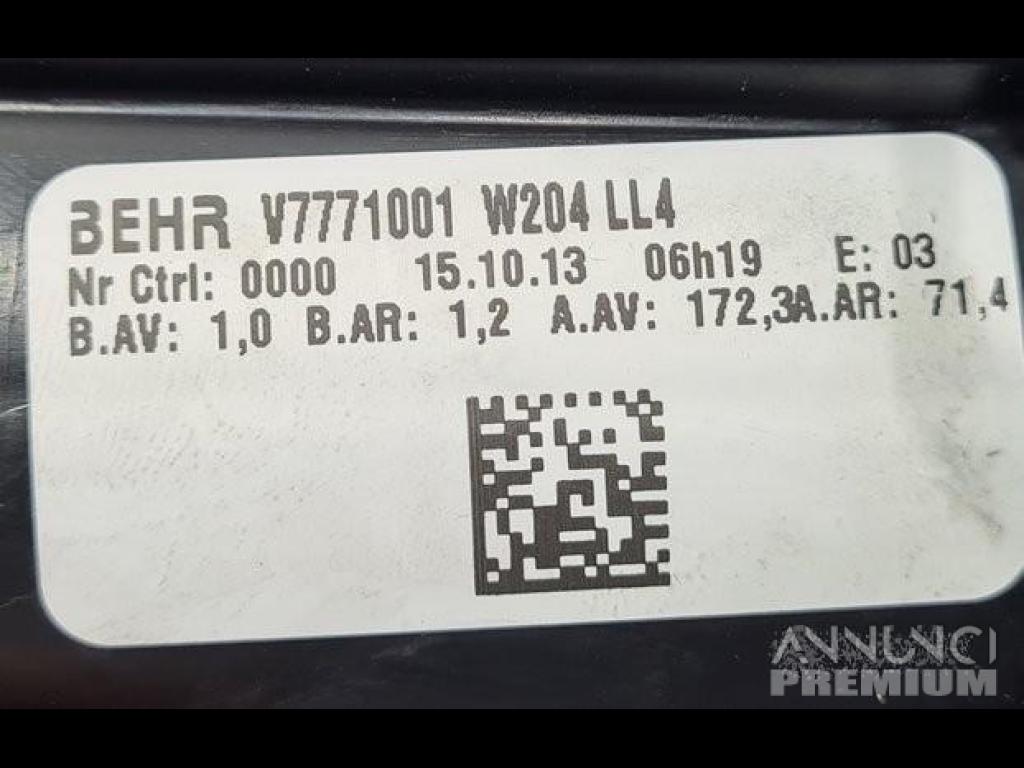 BEHR V7771001 W204 LL4
Nr Ctrl: 0000 15.10.13 06h19 E: 03
B.AV: 1,0 B.AR: 1,2 A.AV: 172,3A.AR: 71,4
ANNUNCI
PREMIUM